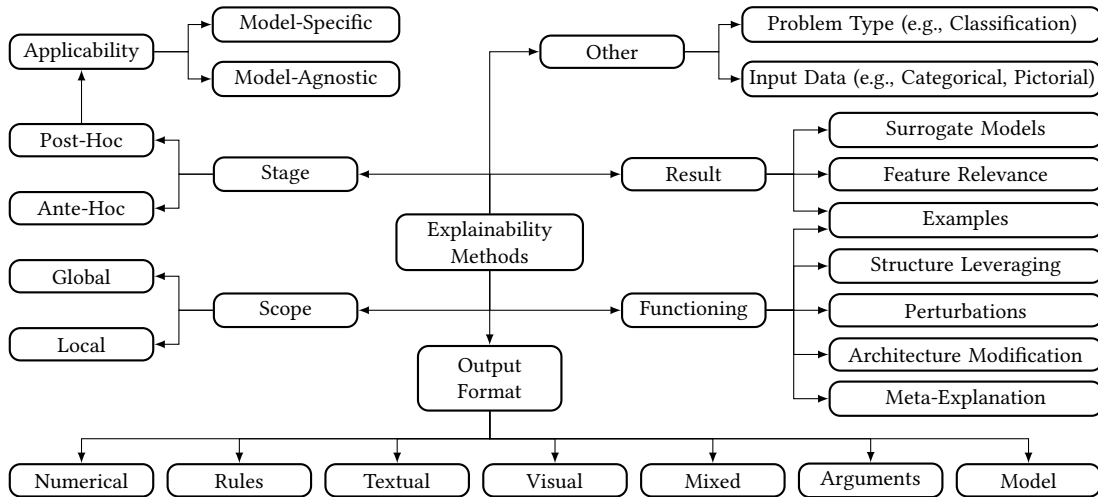 Model-Specific
Problem Type (e.g., Classification)
Applicability
Other
Model-Agnostic
Input Data (e.g., Categorical, Pictorial)
Surrogate Models
Post-Hoc
Stage
Result
Feature Relevance
Ante-Hoc
Examples
Explainability
Methods
Global
Structure Leveraging
Scope
Functioning
Perturbations
Local
Architecture Modification
Output
Format
Meta-Explanation
Numerical
Rules
Textual
Visual
Mixed
Arguments
Model